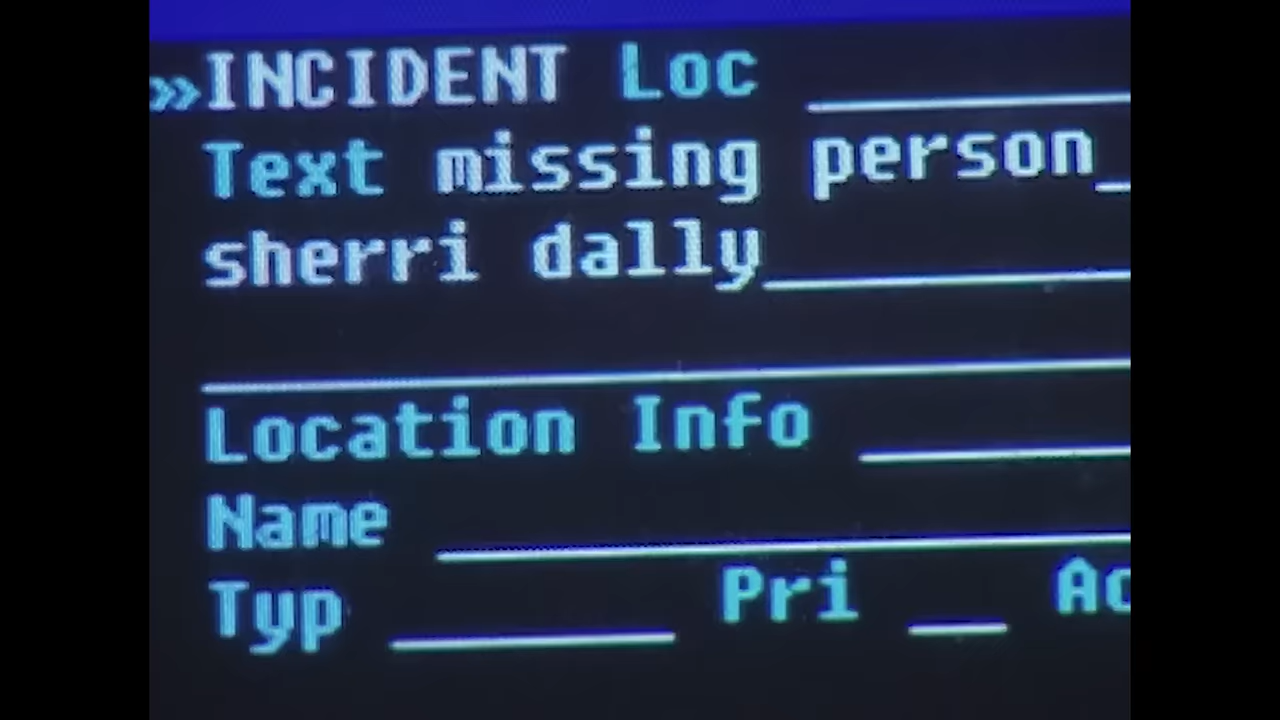 »INCIDENT Loc
Text missing person
sherri dally
Location Info
Name
Typ Pri